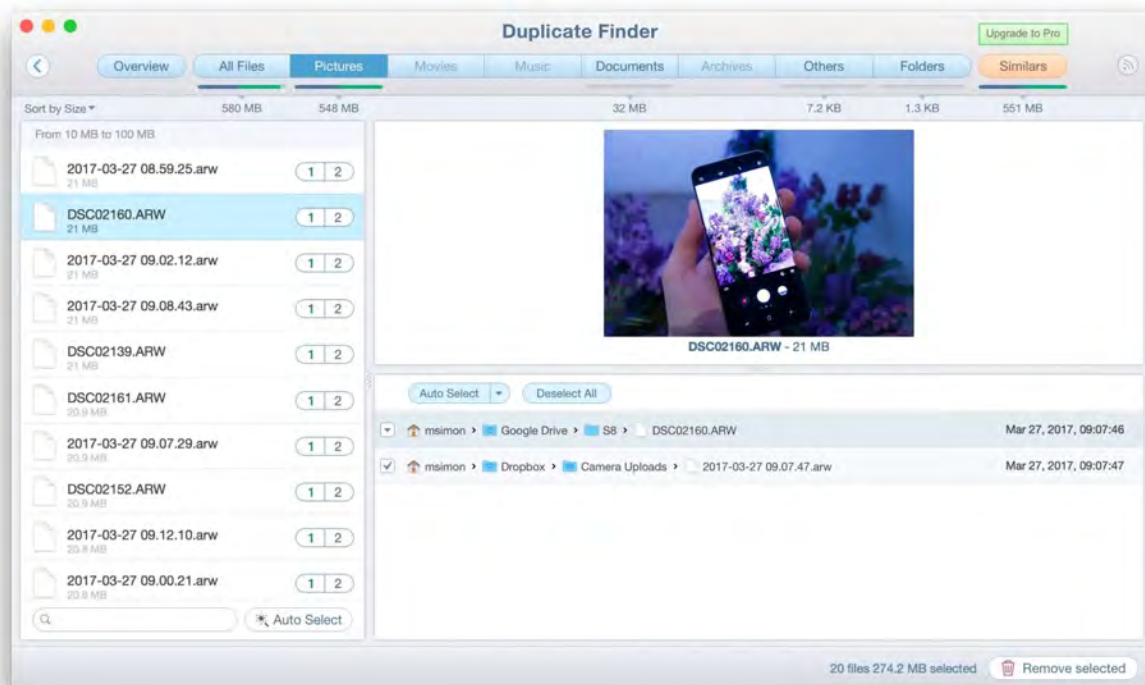 Duplicate Finder
Upgrade to Pro
Overview
All Files
Pictures
Movies
Music
Documents
Archives
Others
Folders
Similars
Sort by Size
580 MB
548 MB
32 MB
7.2 KB
1.3 KB
551 MB
From 10 MB to 100 MB
2017-03-27 08.59.25.arw 1 2
21 MB
DSC02160.ARW 1 2
21 MB
2017-03-27 09.02.12.arw 1 2
21 MB
2017-03-27 09.08.43.arw 1 2
21 MB
DSC02139.ARW 1 2
21 MB
DSC02161.ARW 1 2
20.9 MB
2017-03-27 09.07.29.arw 1 2
20.9 MB
DSC02152.ARW 1 2
20.9 MB
2017-03-27 09.12.10.arw 1 2
20.8 MB
2017-03-27 09.00.21.arw 1 2
20.8 MB
Auto Select
DSC02160.ARW - 21 MB
Auto Select
Deselect All
msimon › Google Drive › S8 › DSC02160.ARW Mar 27, 2017, 09:07:46
msimon › Dropbox › Camera Uploads › 2017-03-27 09.07.47.arw Mar 27, 2017, 09:07:47
20 files 274.2 MB selected
Remove selected